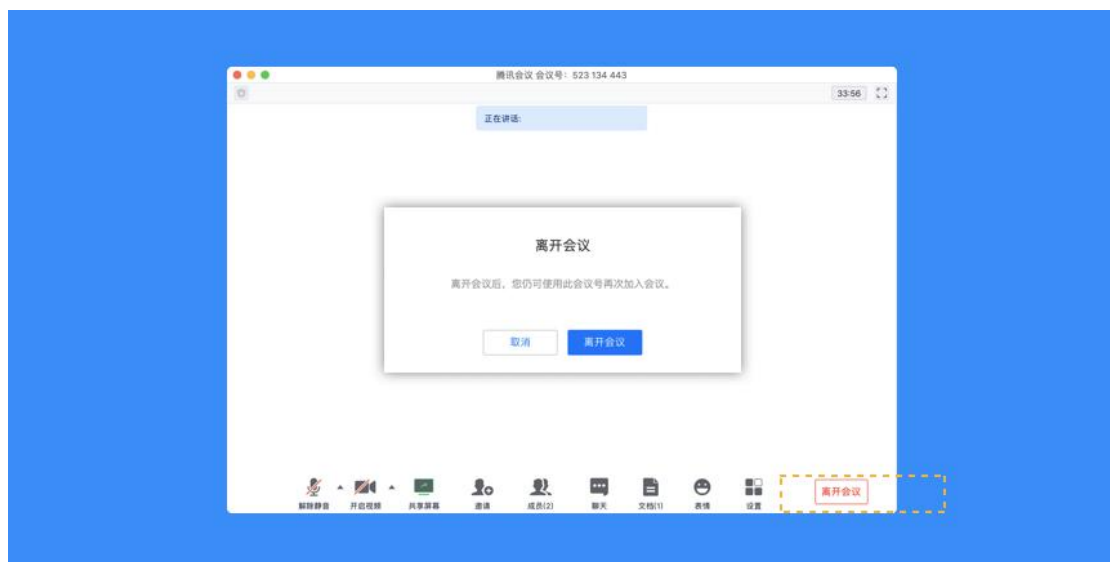 腾讯会议 会议号：523 134 443
33:56
正在讲话:
离开会议
离开会议后，您仍可使用此会议号再次加入会议。
取消 离开会议
解除静音 开启视频 共享屏幕 邀请 成员(2) 聊天 文档(1) 表情 设置 离开会议